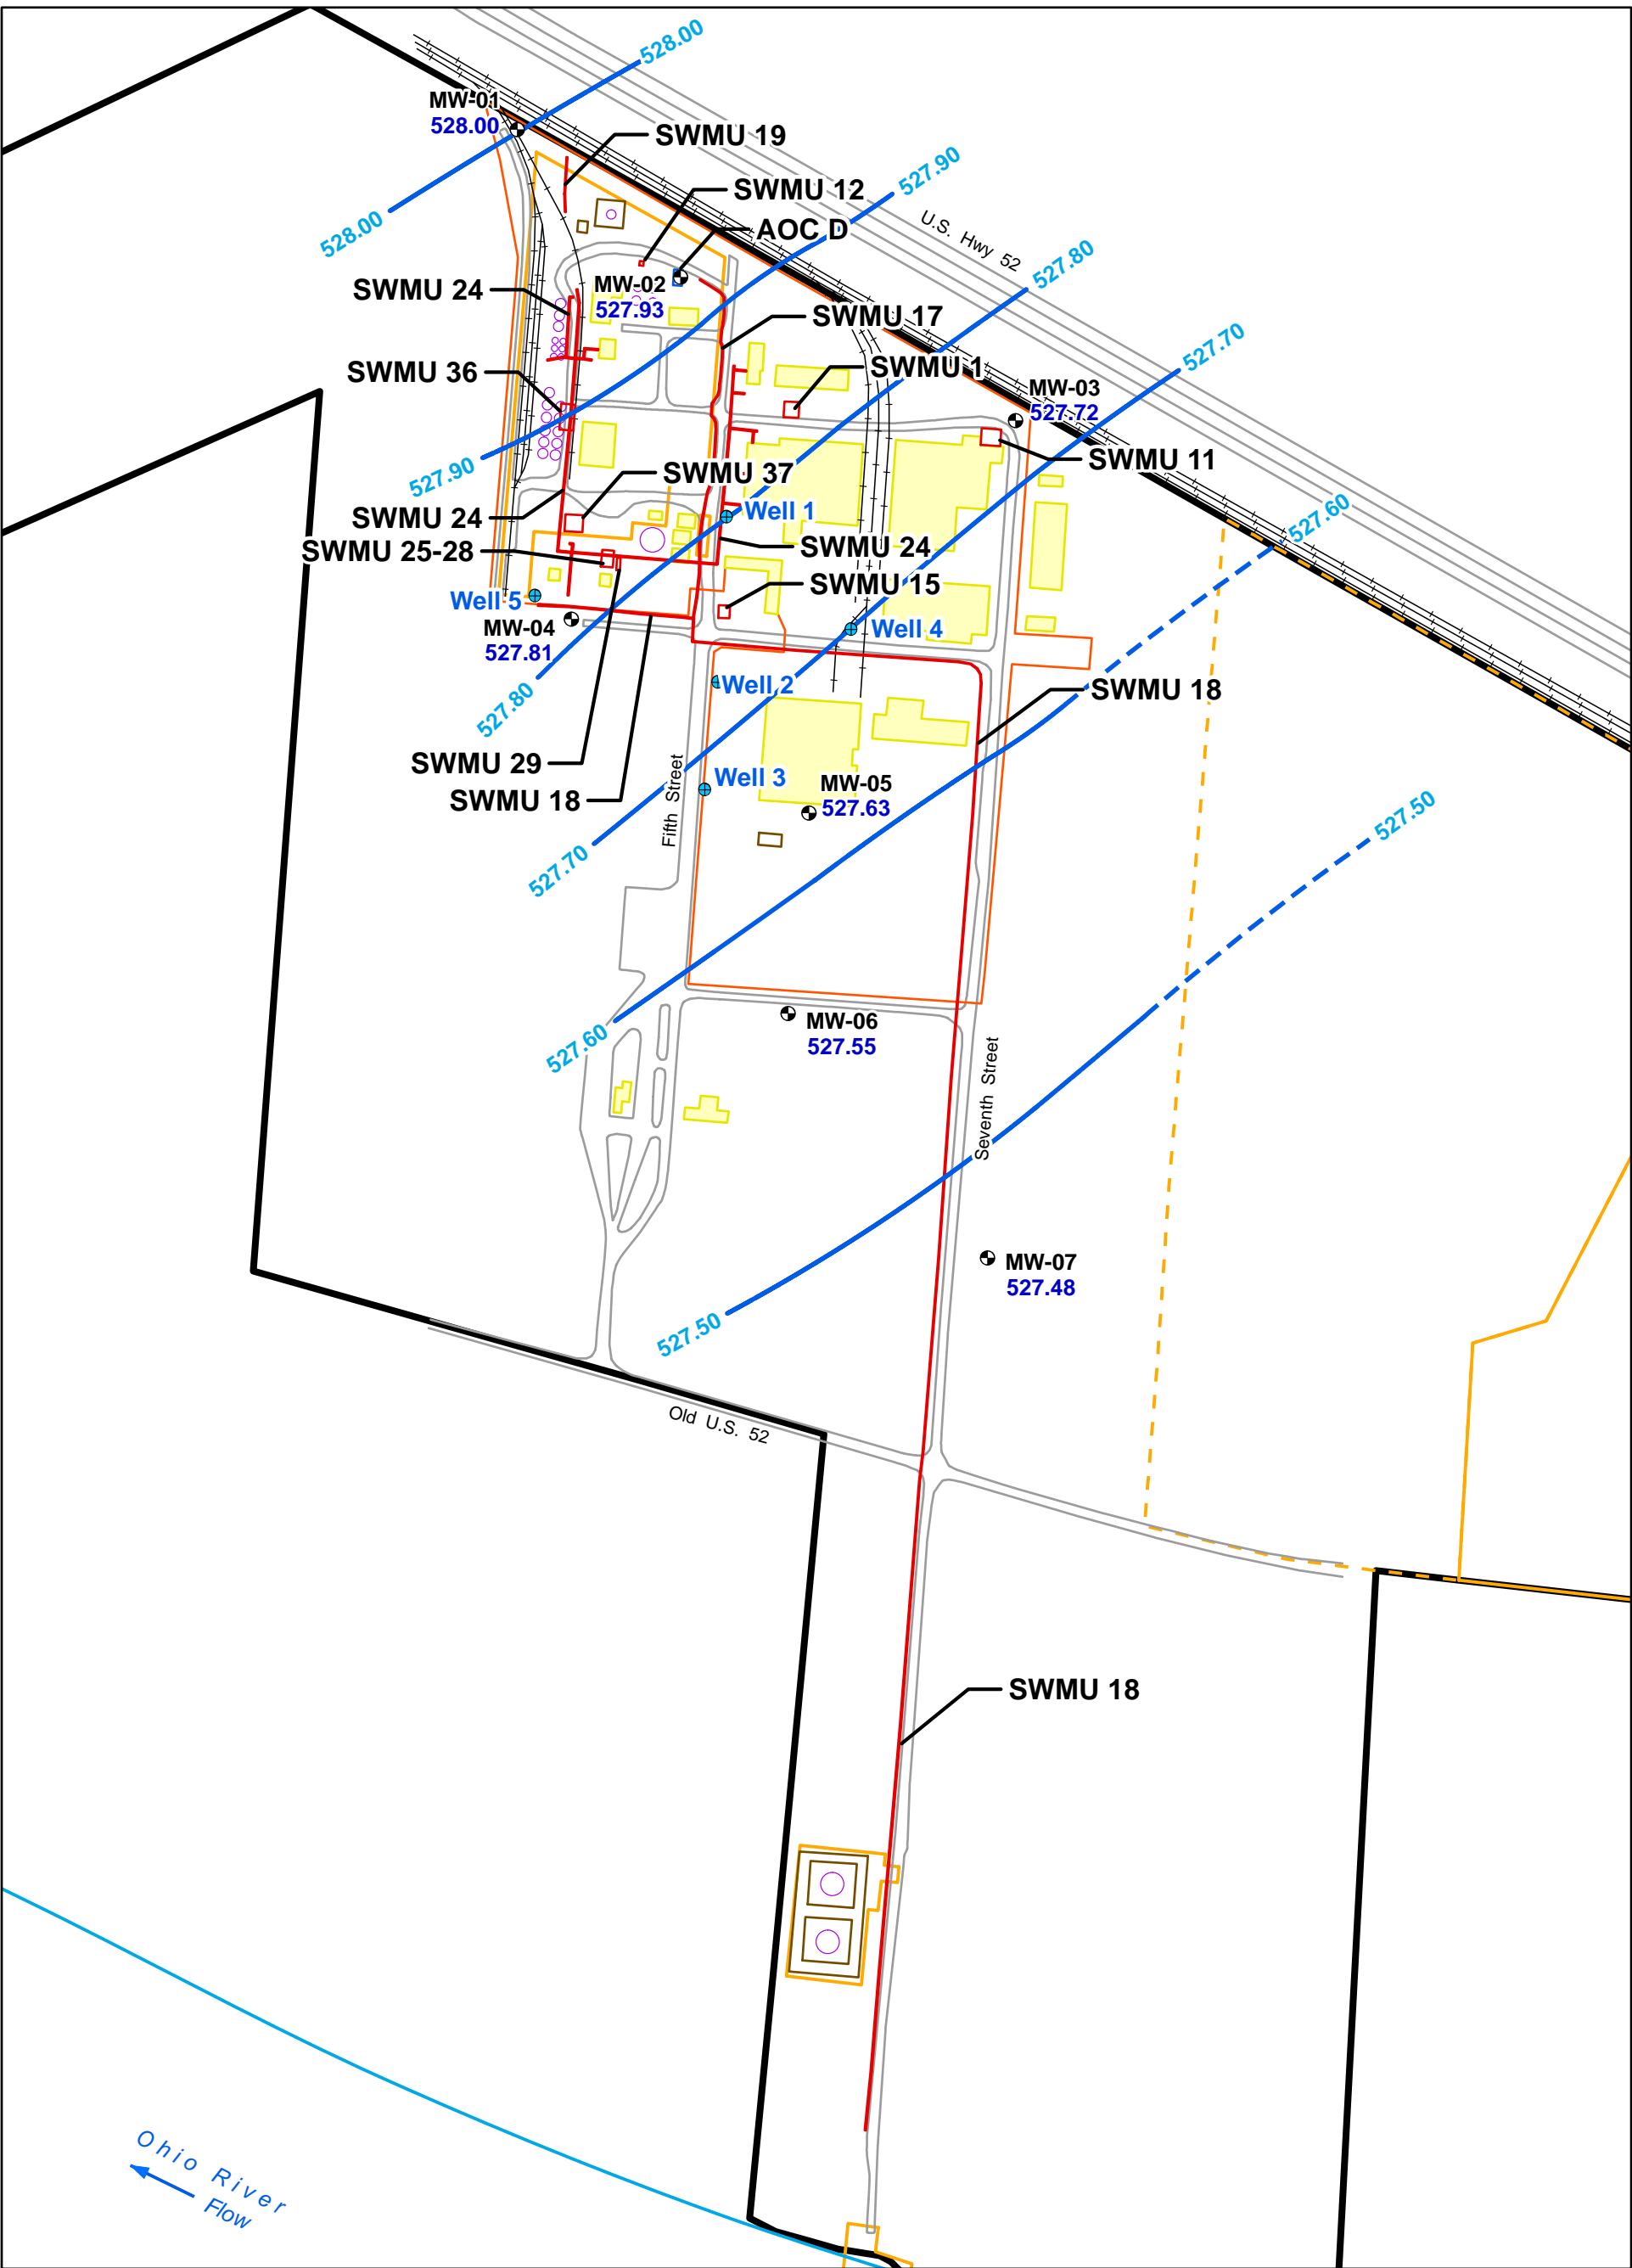 528.00
MW-01
528.00
SWMU 19
527.90
SWMU 12
528.00
U.S. Hwy 52
AOC D
527.80
MW-02
527.93
SWMU 24
SWMU 17
527.70
SWMU 36
SWMU 1
MW-03
527.72
527.90
SWMU 37
SWMU 11
SWMU 24
Well 1
527.60
SWMU 25-28
SWMU 24
SWMU 15
Well 5
MW-04
527.81
Well 4
527.80
Well 2
SWMU 18
SWMU 29
Well 3
MW-05
527.63
SWMU 18
Fifth Street
527.50
527.70
MW-06
527.55
527.60
Seventh Street
MW-07
527.48
527.50
Old U.S. 52
SWMU 18
Ohio River
Flow